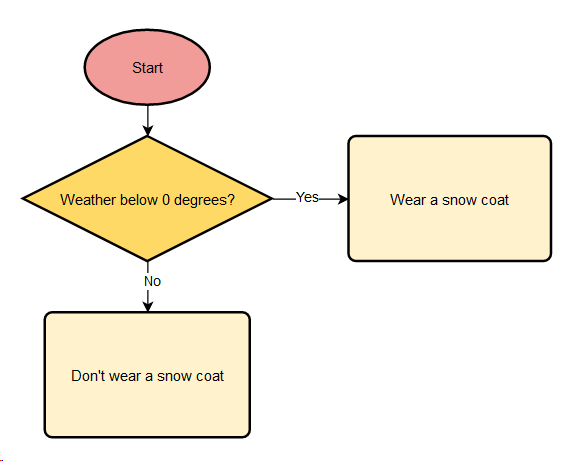 Start
Weather below 0 degrees?
Yes
Wear a snow coat
No
Don't wear a snow coat